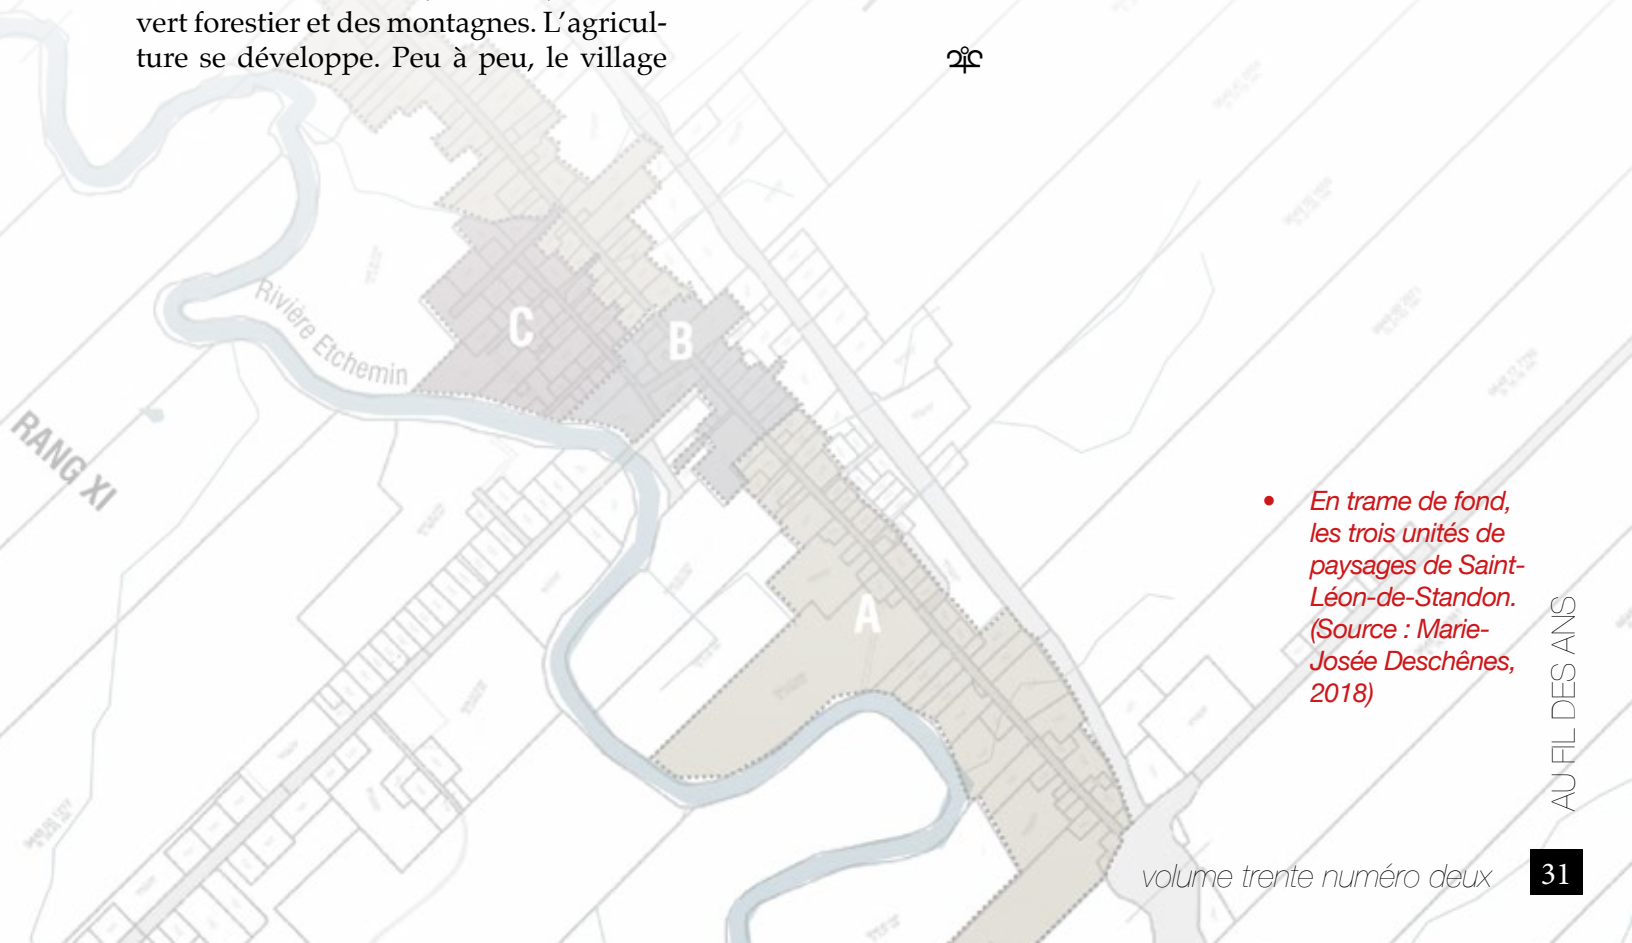 vert forestier et des montagnes. L’agricul-
ture se développe. Peu à peu, le village
Rivière Etchemin
RANG XI
C
B
A
• En trame de fond,
les trois unités de
paysages de Saint-
Léon-de-Standon.
(Source : Marie-
Josée Deschênes,
2018)
AU FIL DES ANS
volume trente numéro deux
31